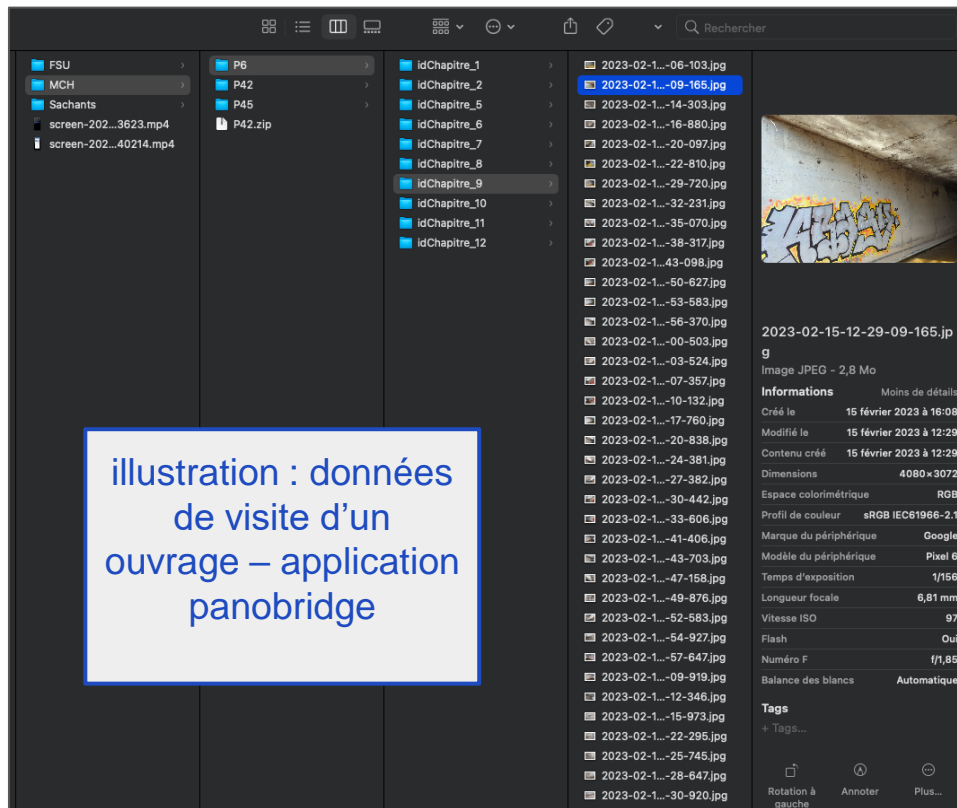 Rechercher
FSU
MCH
Sachants
screen-202...3623.mp4
screen-202...40214.mp4
P6
P42
P45
P42.zip
idChapitre_1
idChapitre_2
idChapitre_5
idChapitre_6
idChapitre_7
idChapitre_8
idChapitre_9
idChapitre_10
idChapitre_11
idChapitre_12
2023-02-1...-06-103.jpg
2023-02-1...-09-165.jpg
2023-02-1...-14-303.jpg
2023-02-1...-16-880.jpg
2023-02-1...-20-097.jpg
2023-02-1...-22-810.jpg
2023-02-1...-29-720.jpg
2023-02-1...-32-231.jpg
2023-02-1...-35-070.jpg
2023-02-1...-38-317.jpg
2023-02-1...43-098.jpg
2023-02-1...-50-627.jpg
2023-02-1...-53-583.jpg
2023-02-1...-56-370.jpg
2023-02-1...-00-503.jpg
2023-02-1...-03-524.jpg
2023-02-1...-07-357.jpg
2023-02-1...-10-132.jpg
2023-02-1...-17-760.jpg
2023-02-1...-20-838.jpg
2023-02-1...-24-381.jpg
2023-02-1...-27-382.jpg
2023-02-1...-30-442.jpg
2023-02-1...-33-606.jpg
2023-02-1...-41-406.jpg
2023-02-1...-43-703.jpg
2023-02-1...-47-158.jpg
2023-02-1...-49-876.jpg
2023-02-1...-52-583.jpg
2023-02-1...-54-927.jpg
2023-02-1...-57-647.jpg
2023-02-1...-09-919.jpg
2023-02-1...-12-346.jpg
2023-02-1...-15-973.jpg
2023-02-1...-22-295.jpg
2023-02-1...-25-745.jpg
2023-02-1...-28-647.jpg
2023-02-1...-30-920.jpg
2023-02-15-12-29-09-165.jp
g
Image JPEG - 2,8 Mo
Informations Moins de détails
Créé le 15 février 2023 à 16:08
Modifié le 15 février 2023 à 12:29
Contenu créé 15 février 2023 à 12:29
Dimensions 4080×3072
Espace colorimétrique RGB
Profil de couleur sRGB IEC61966-2.1
Marque du périphérique Google
Modèle du périphérique Pixel 6
Temps d'exposition 1/156
Longueur focale 6,81 mm
Vitesse ISO 97
Flash Oui
Numéro F f/1,85
Balance des blancs Automatique
Tags
+ Tags...
Rotation à
gauche
Annoter
Plus...
illustration : données
de visite d'un
ouvrage – application
panobridge